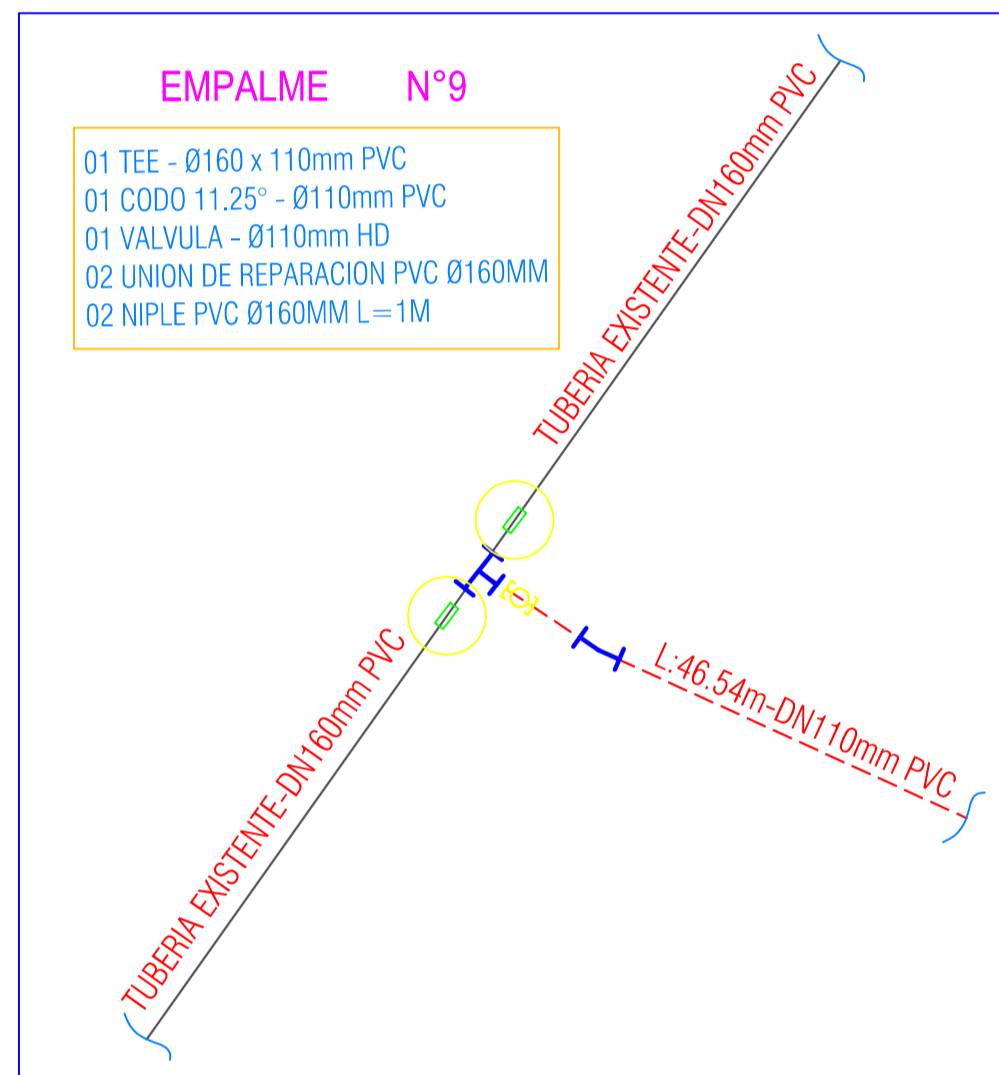 EMPALME N°9
01 TEE - Ø160 x 110mm PVC
01 CODO 11.25° - Ø110mm PVC
01 VALVULA - Ø110mm HD
02 UNION DE REPARACION PVC Ø160MM
02 NIPLE PVC Ø160MM L=1M
TUBERIA EXISTENTE-DN160mm PVC
TUBERIA EXISTENTE-DN160mm PVC
L:46.54m-DN110mm PVC